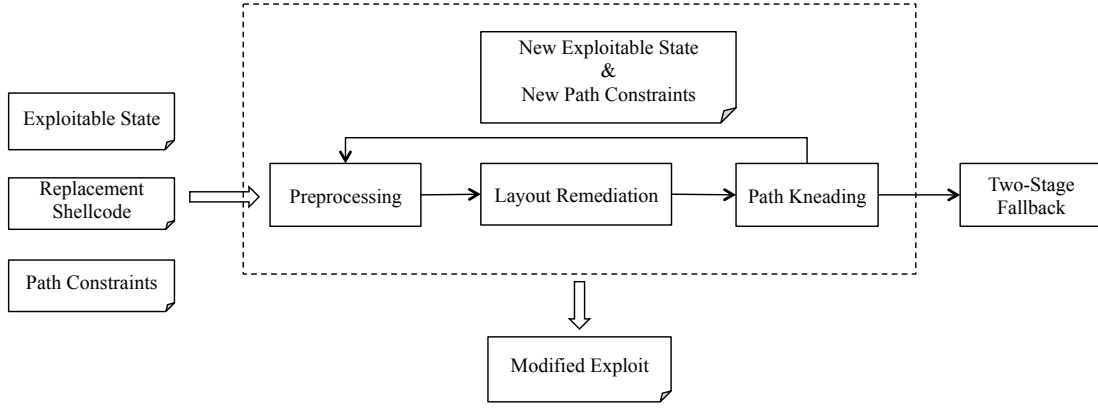 New Exploitable State
&
New Path Constraints
Exploitable State
Replacement
Shellcode
Path Constraints
Preprocessing
Layout Remediation
Path Kneading
Two-Stage
Fallback
Modified Exploit